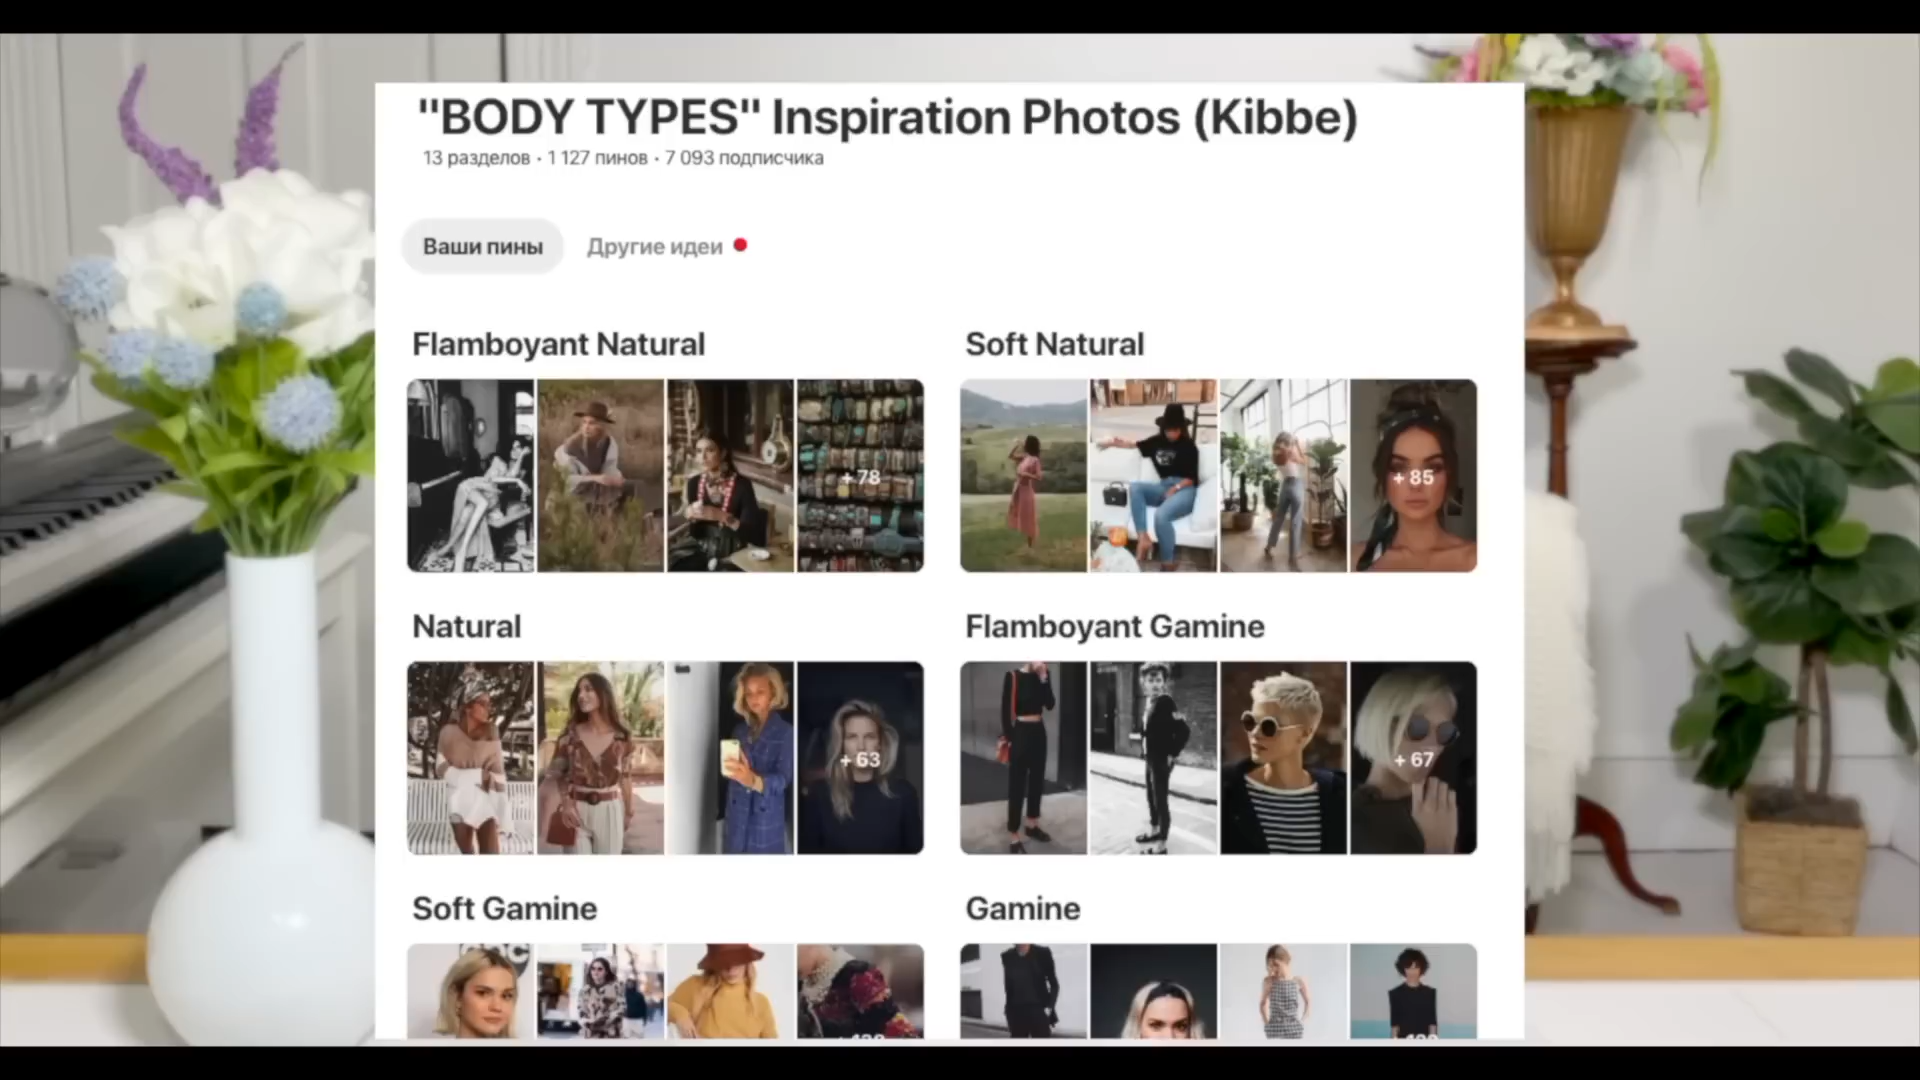 "BODY TYPES" Inspiration Photos (Kibbe)
13 разделов · 1 127 пинов · 7 093 подписчика
Ваши пины
Другие идеи
Flamboyant Natural
Soft Natural
+ 78
+ 85
Natural
Flamboyant Gamine
+ 63
+ 67
Soft Gamine
Gamine